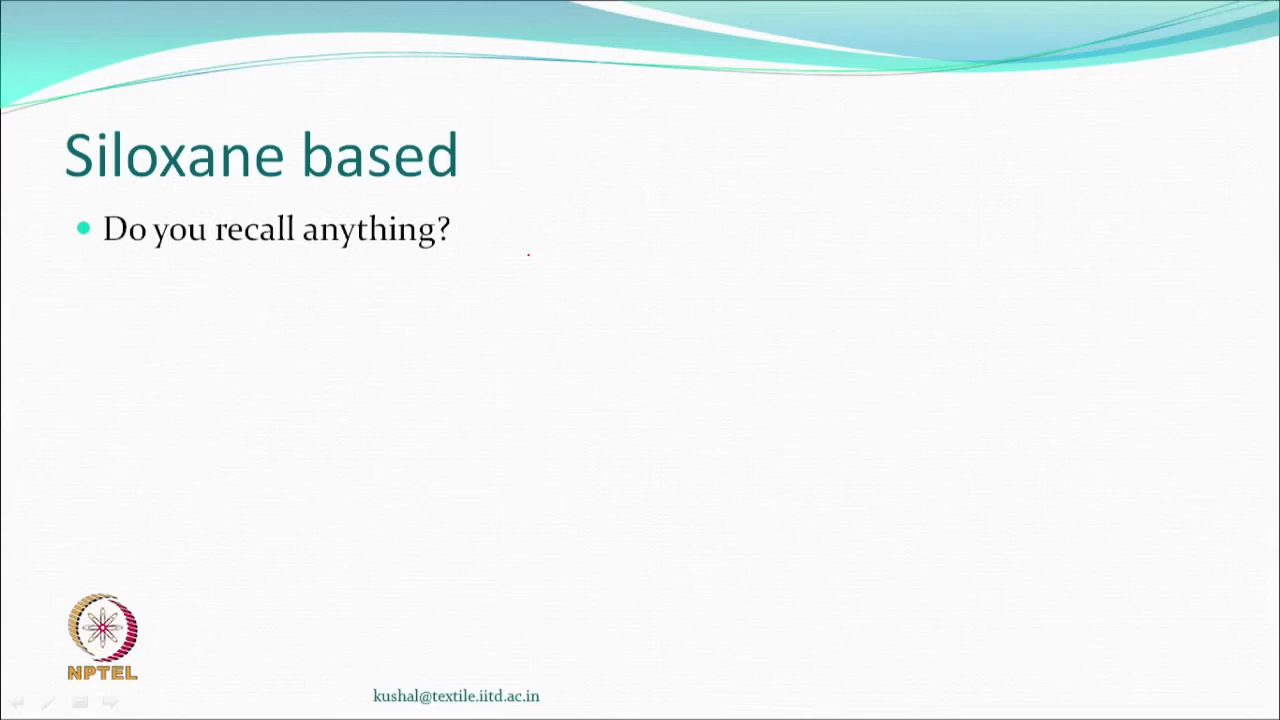 Siloxane based
Do you recall anything?
NPTEL
kushal@textile.iitd.ac.in